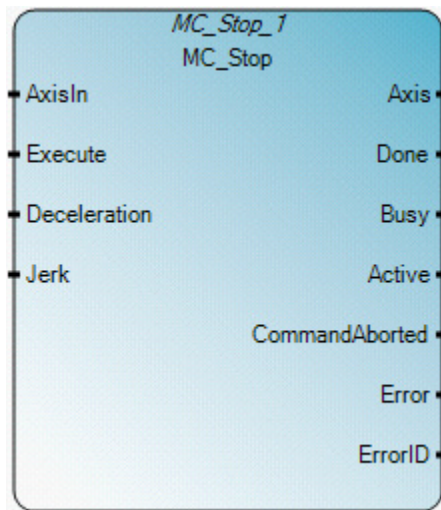 MC_Stop_1
MC_Stop
AxisIn Axis
Execute Done
Deceleration Busy
Jerk Active
CommandAborted
Error
ErrorID